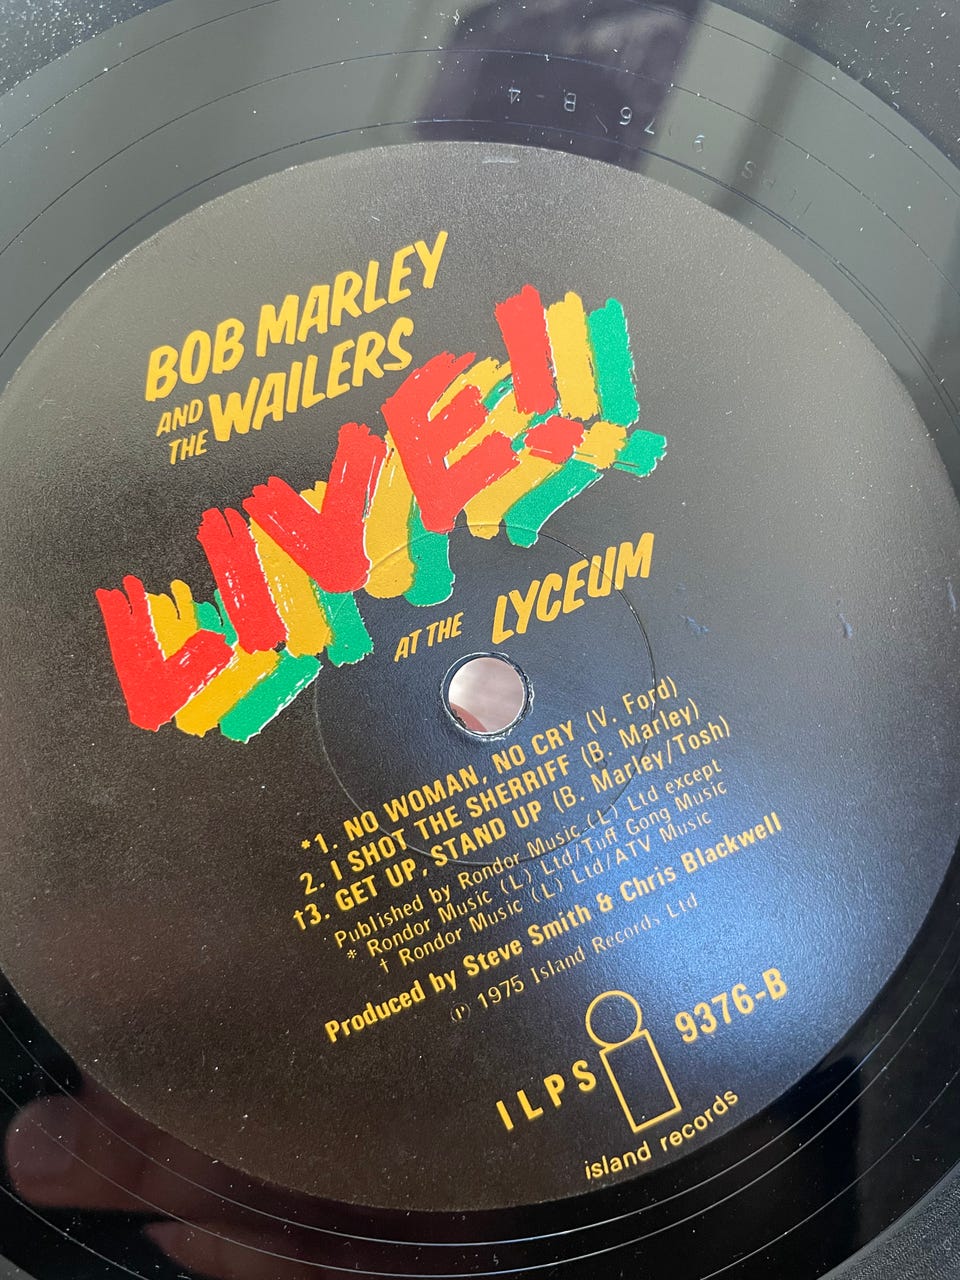 ILPS 9376 B-4
BOB MARLEY
AND
THE WAILERS
LIVE!
AT THE LYCEUM
*1. NO WOMAN, NO CRY (V. Ford)
2. I SHOT THE SHERRIFF (B. Marley)
†3. GET UP, STAND UP (B. Marley/Tosh)
Published by Rondor Music (L) Ltd except
* Rondor Music (L) Ltd/Tuff Gong Music
† Rondor Music (L) Ltd/ATV Music
Produced by Steve Smith & Chris Blackwell
℗ 1975 Island Records Ltd
ILPS 9376-B
island records